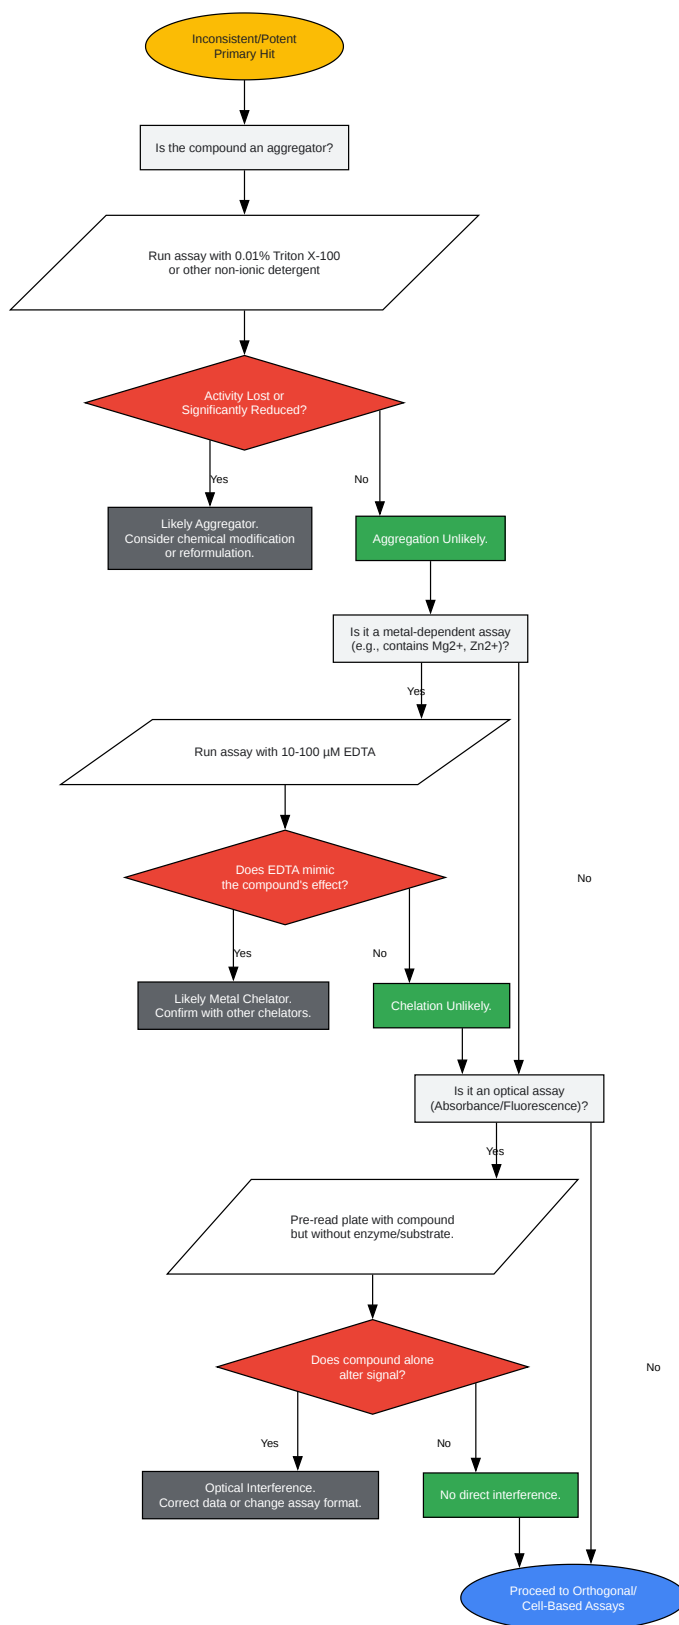 Inconsistent/Potent
Primary Hit
Is the compound an aggregator?
Run assay with 0.01% Triton X-100
or other non-ionic detergent
Activity Lost or
Significantly Reduced?
Yes
No
Likely Aggregator.
Consider chemical modification
or reformulation.
Aggregation Unlikely.
Is it a metal-dependent assay
(e.g., contains Mg2+, Zn2+)?
Yes
Run assay with 10-100 µM EDTA
Does EDTA mimic
the compound's effect?
No
Yes
No
Likely Metal Chelator.
Confirm with other chelators.
Chelation Unlikely.
Is it an optical assay
(Absorbance/Fluorescence)?
Yes
Pre-read plate with compound
but without enzyme/substrate.
Does compound alone
alter signal?
No
Yes
No
Optical Interference.
Correct data or change assay format.
No direct interference.
Proceed to Orthogonal/
Cell-Based Assays